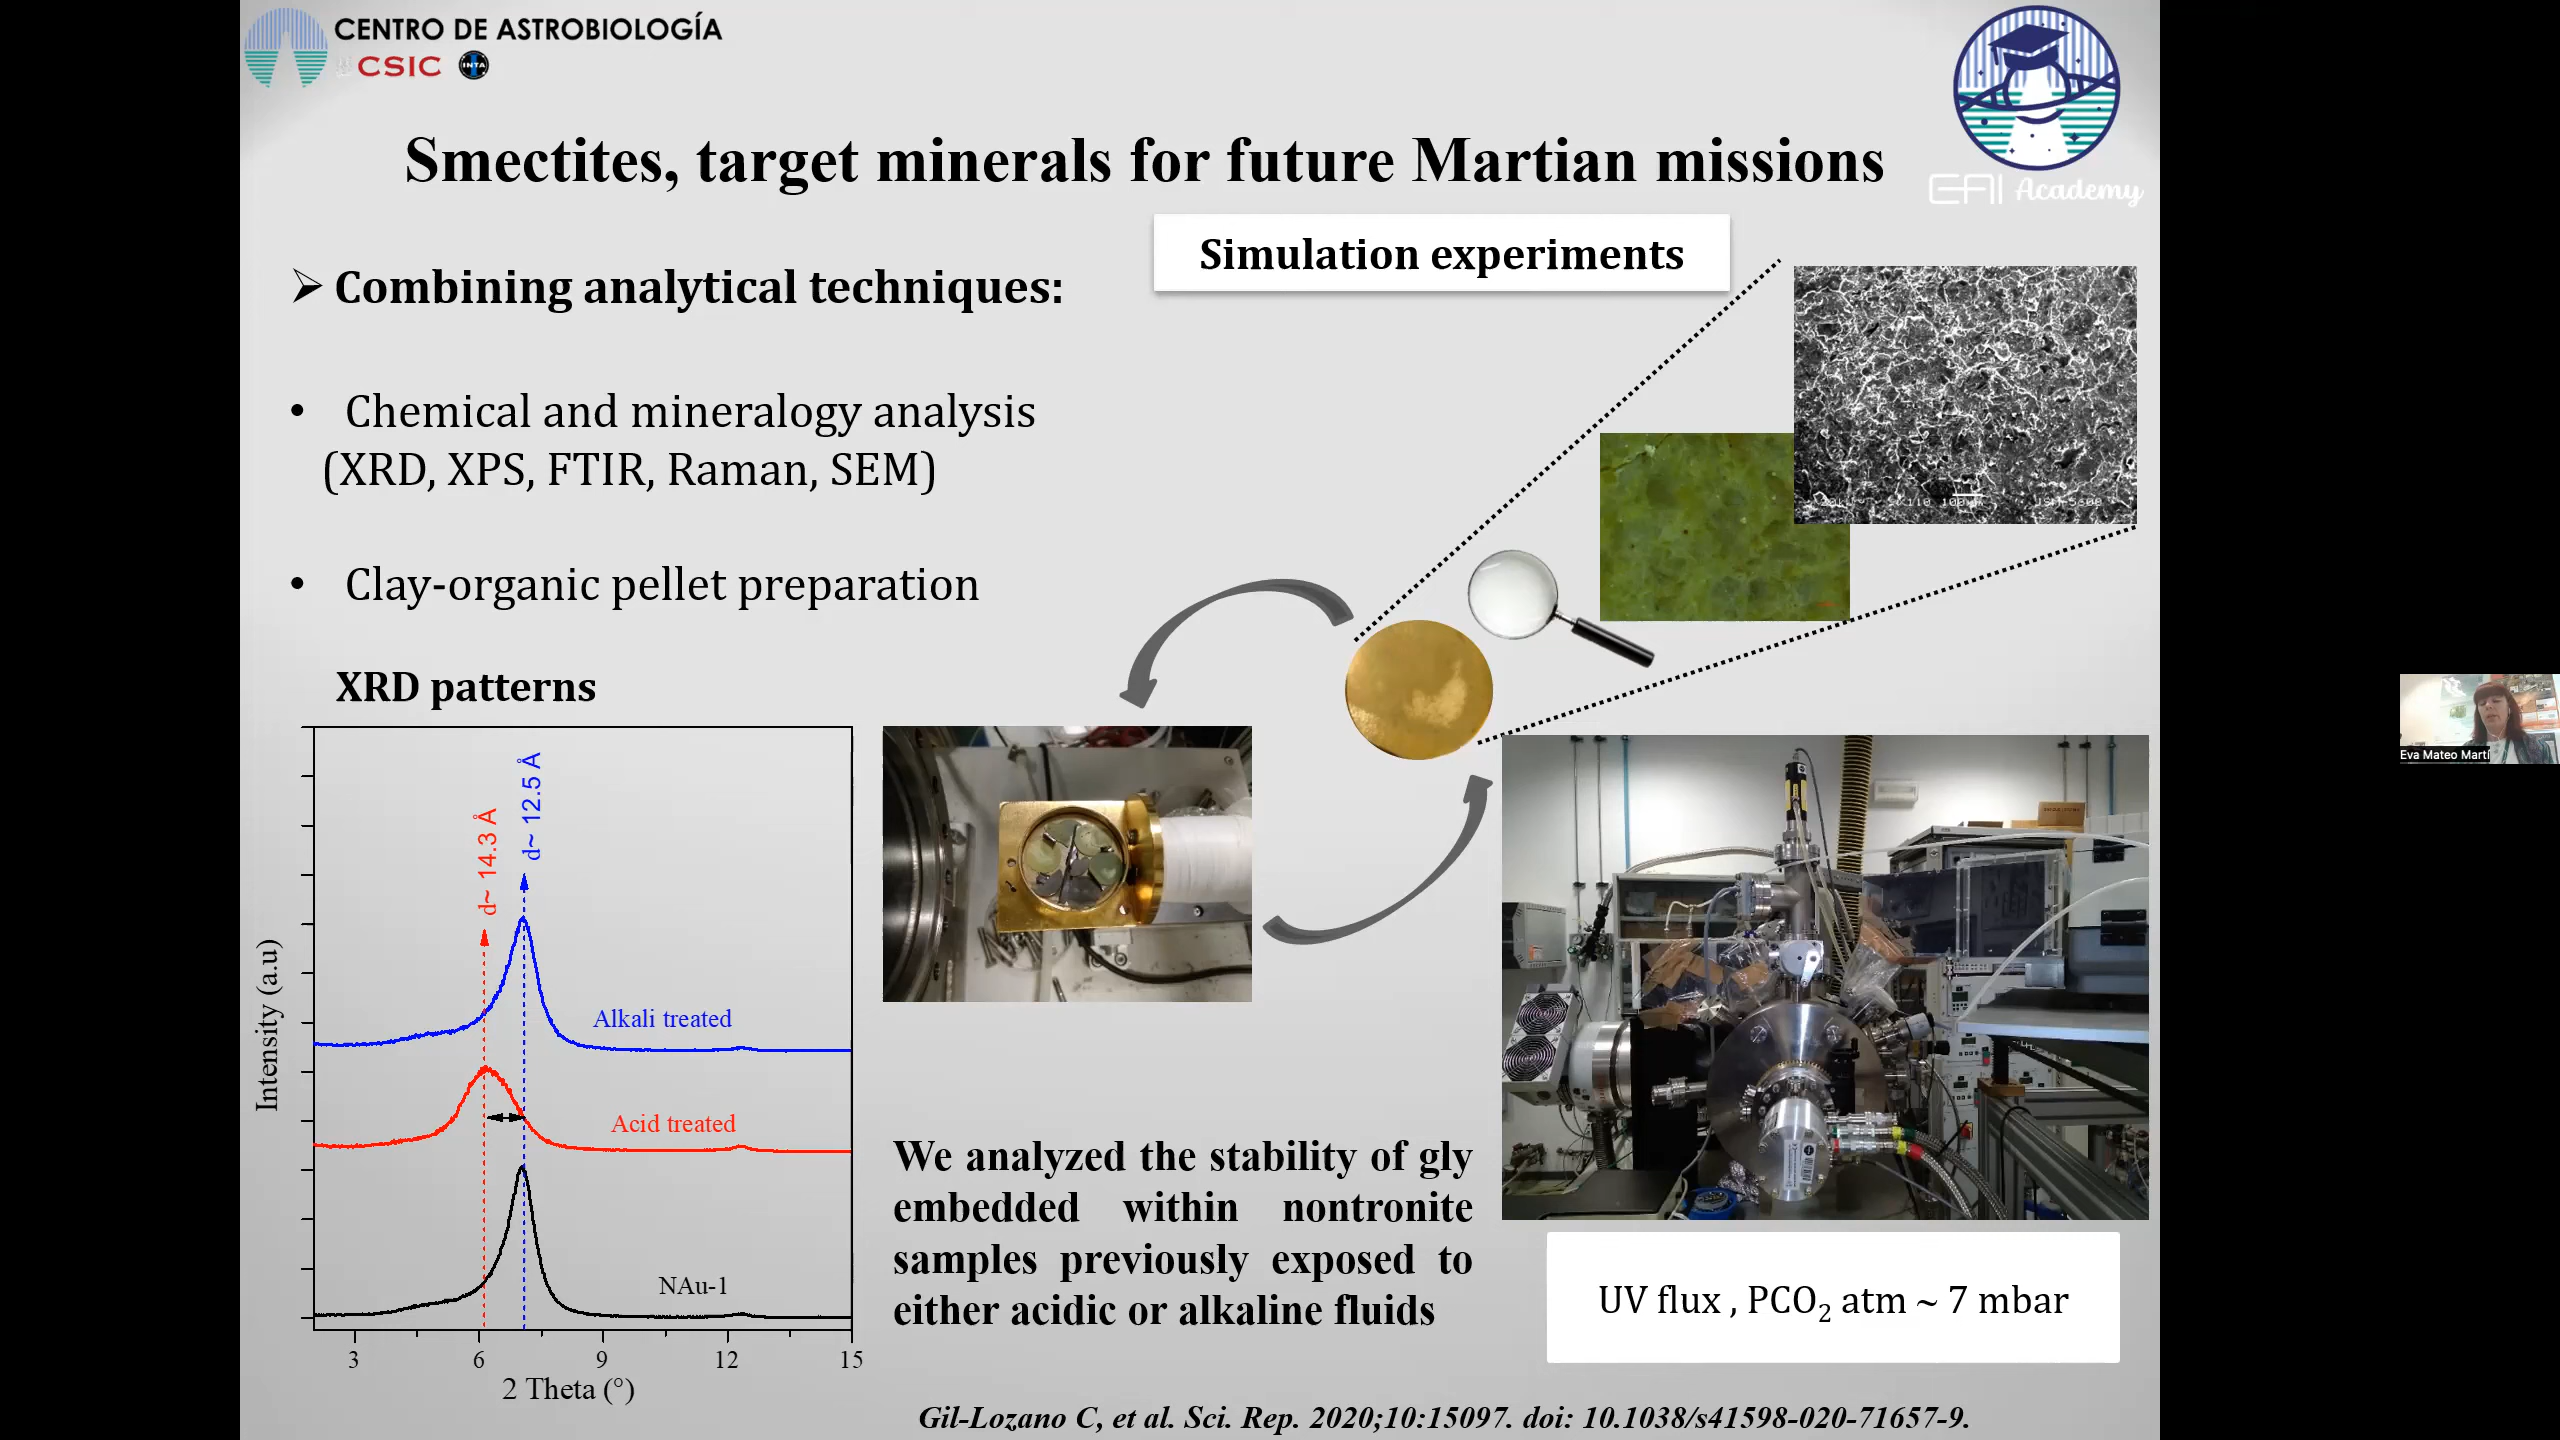 CENTRO DE ASTROBIOLOGÍA
CSIC INTA
EAI Academy
Smectites, target minerals for future Martian missions
Simulation experiments
➢ Combining analytical techniques:
• Chemical and mineralogy analysis
(XRD, XPS, FTIR, Raman, SEM)
• Clay-organic pellet preparation
XRD patterns
d~ 14.3 Å
d~ 12.5 Å
Alkali treated
Acid treated
NAu-1
Intensity (a.u)
3 6 9 12 15
2 Theta (°)
We analyzed the stability of gly
embedded within nontronite
samples previously exposed to
either acidic or alkaline fluids
UV flux , PCO₂ atm ~ 7 mbar
Gil-Lozano C, et al. Sci. Rep. 2020;10:15097. doi: 10.1038/s41598-020-71657-9.
Eva Mateo Martí